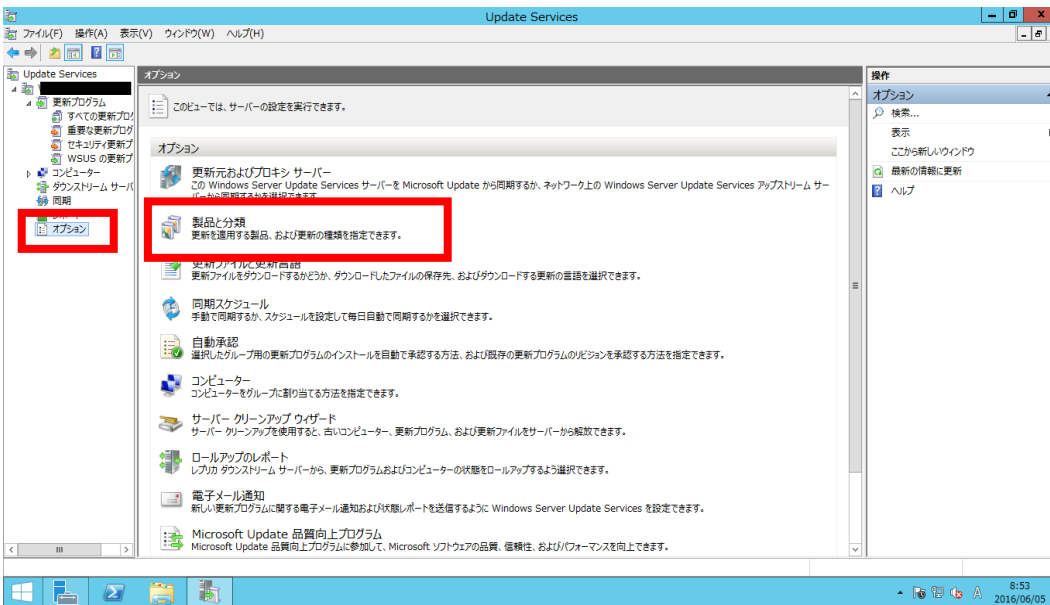 Update Services
ファイル(F) 操作(A) 表示(V) ウィンドウ(W) ヘルプ(H)
Update Services
更新プログラム
すべての更新プロ
重要な更新プログ
セキュリティ更新プ
WSUS の更新プ
コンピューター
ダウンストリーム サーバ
同期
オプション
オプション
このビューでは、サーバーの設定を実行できます。
オプション
更新元およびプロキシ サーバー
この Windows Server Update Services サーバーを Microsoft Update から同期するか、ネットワーク上の Windows Server Update Services アップストリーム サー
バーから同期するかを選択できます。
製品と分類
更新を適用する製品、および更新の種類を指定できます。
更新ファイルと更新言語
更新ファイルをダウンロードするかどうか、ダウンロードしたファイルの保存先、およびダウンロードする更新の言語を選択できます。
同期スケジュール
手動で同期するか、スケジュールを設定して毎日自動で同期するかを選択できます。
自動承認
選択したグループ用の更新プログラムのインストールを自動で承認する方法、および既存の更新プログラムのリビジョンを承認する方法を指定できます。
コンピューター
コンピューターをグループに割り当てる方法を指定できます。
サーバー クリーンアップ ウィザード
サーバー クリーンアップを使用すると、古いコンピューター、更新プログラム、および更新ファイルをサーバーから解放できます。
ロールアップのレポート
レプリカ ダウンストリーム サーバーから、更新プログラムおよびコンピューターの状態をロールアップするよう選択できます。
電子メール通知
新しい更新プログラムに関する電子メール通知および状態レポートを送信するように Windows Server Update Services を設定できます。
Microsoft Update 品質向上プログラム
Microsoft Update 品質向上プログラムに参加して、Microsoft ソフトウェアの品質、信頼性、およびパフォーマンスを向上できます。
操作
オプション
検索...
表示
ここから新しいウィンドウ
最新の情報に更新
ヘルプ
A
8:53
2016/06/05